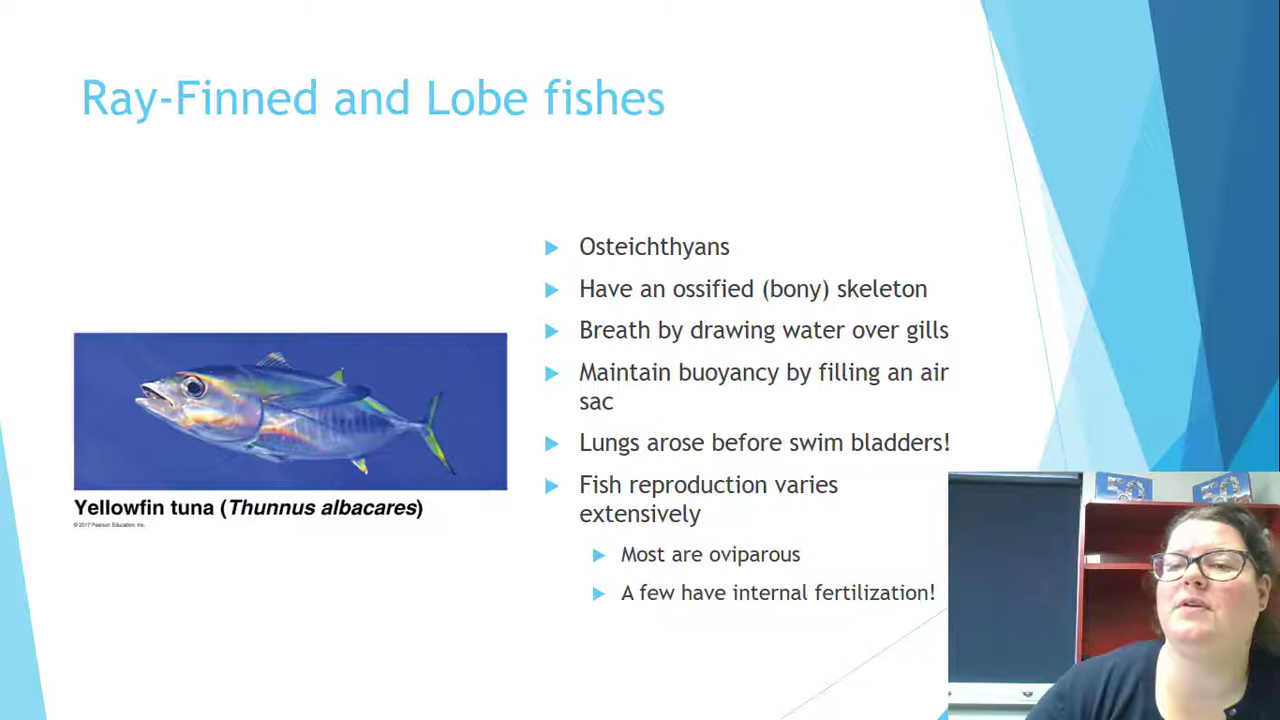 Ray-Finned and Lobe fishes
Osteichthyans
Have an ossified (bony) skeleton
Breath by drawing water over gills
Maintain buoyancy by filling an air
sac
Lungs arose before swim bladders!
Fish reproduction varies
extensively
Most are oviparous
A few have internal fertilization!
Yellowfin tuna (Thunnus albacares)
© 2017 Pearson Education, Inc.
50
50